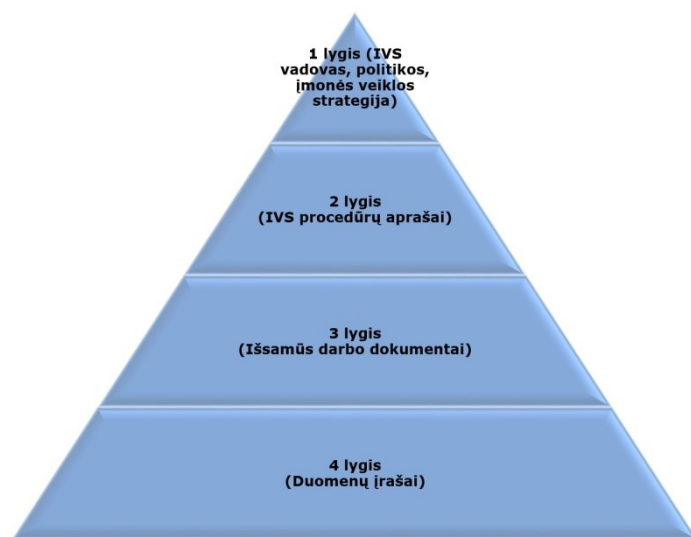 1 lygis (IVS
vadovas, politikos,
įmonės veiklos
strategija)
2 lygis
(IVS procedūrų aprašai)
3 lygis
(Išsamūs darbo dokumentai)
4 lygis
(Duomenų įrašai)